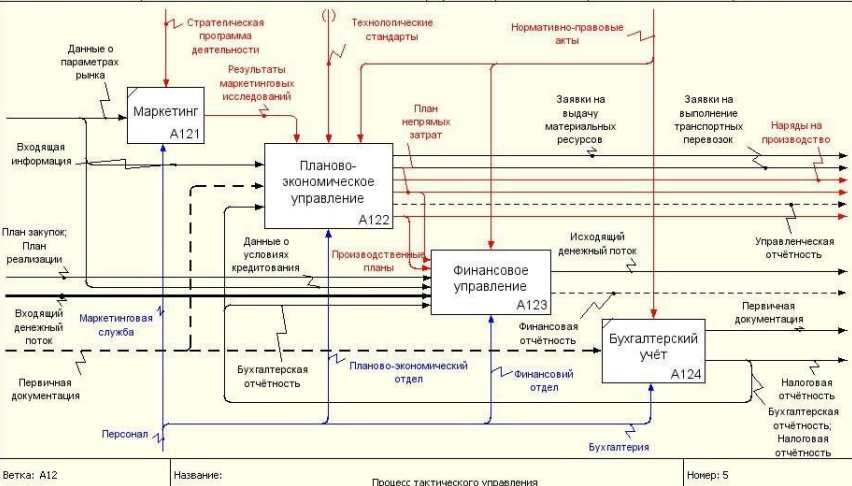 Стратегическая
программа
деятельности
Технологические
стандарты
Нормативно-правовые
акты
Данные о
параметрах
рынка
Результаты
маркетинговых
исследований
Маркетинг
A121
План
непрямых
затрат
Заявки на
выдачу
материальных
ресурсов
Заявки на
выполнение
транспортных
перевозок
Наряды на
производство
Входящая
информация
Планово-
экономическое
управление
A122
План закупок;
План
реализации
Данные о
условиях
кредитования
Производственные
планы
Исходящий
денежный поток
Управленческая
отчётность
Финансовое
управление
A123
Входящий
денежный
поток
Маркетинговая
служба
Финансовая
отчётность
Первичная
документация
Бухгалтерский
учёт
A124
Первичная
документация
Бухгалтерская
отчётность
Планово-экономический
отдел
Финансовий
отдел
Налоговая
отчётность
Бухгалтерская
отчётность;
Налоговая
отчётность
Персонал
Бухгалтерия
Ветка: A12
Название:
Процесс тактического управления
Номер: 5